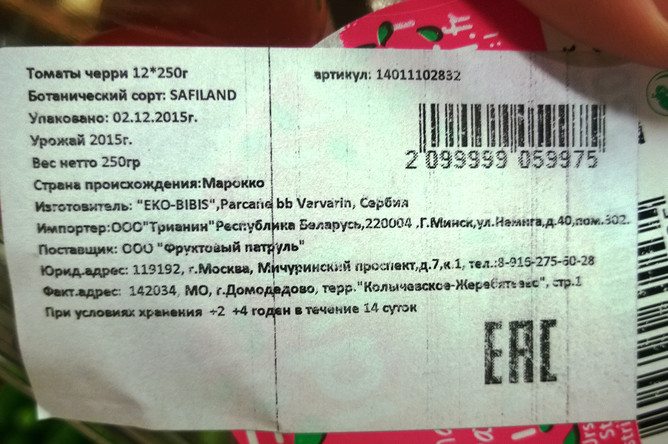 Томаты черри 12*250г
артикул: 14011102832
Ботанический сорт: SAFILAND
Упаковано: 02.12.2015г.
Урожай 2015г.
Вес нетто 250гр
2 099999 059975
Страна происхождения:Марокко
Изготовитель: "EKO-BIBIS",Parcane bb Varvarin, Сербия
Импортер:ООО"Трианин"Республика Беларусь,220004 ,Г.Минск,ул.Немига,д.40,пом.302.
Поставщик: ООО "Фруктовый патруль"
Юрид.адрес: 119192, г.Москва, Мичуринский проспект,д.7,к.1, тел.:8-916-275-60-28
Факт.адрес: 142034, МО, г.Домодедово, терр."Колычевское-Жеребятьево", стр.1
При условиях хранения +2 +4 годен в течение 14 суток
EAC